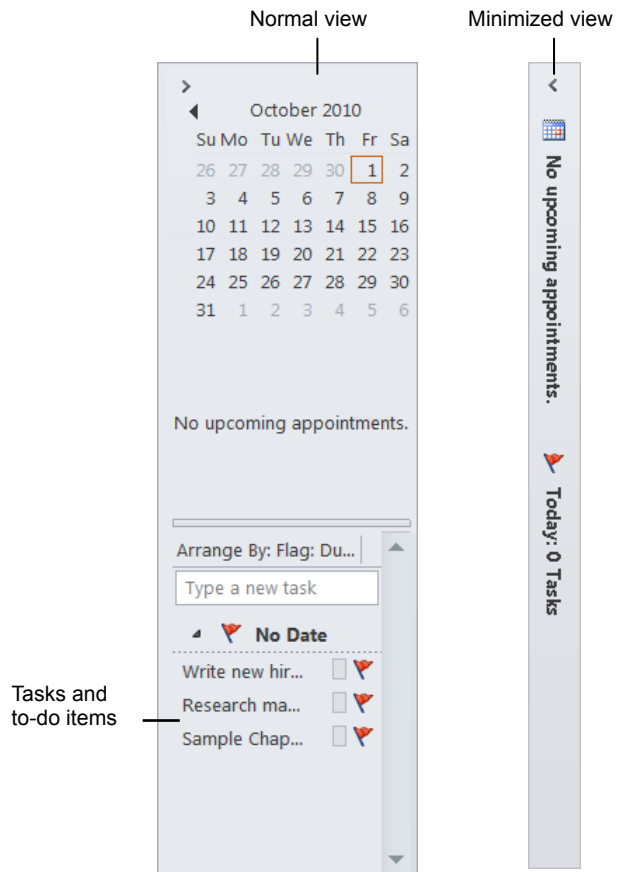 Normal view
Minimized view
October 2010
Su Mo Tu We Th Fr Sa
26 27 28 29 30 1 2
3 4 5 6 7 8 9
10 11 12 13 14 15 16
17 18 19 20 21 22 23
24 25 26 27 28 29 30
31 1 2 3 4 5 6
No upcoming appointments.
Arrange By: Flag: Du...
Type a new task
No Date
Write new hir...
Research ma...
Sample Chap...
Tasks and
to-do items
No upcoming appointments.
Today: 0 Tasks